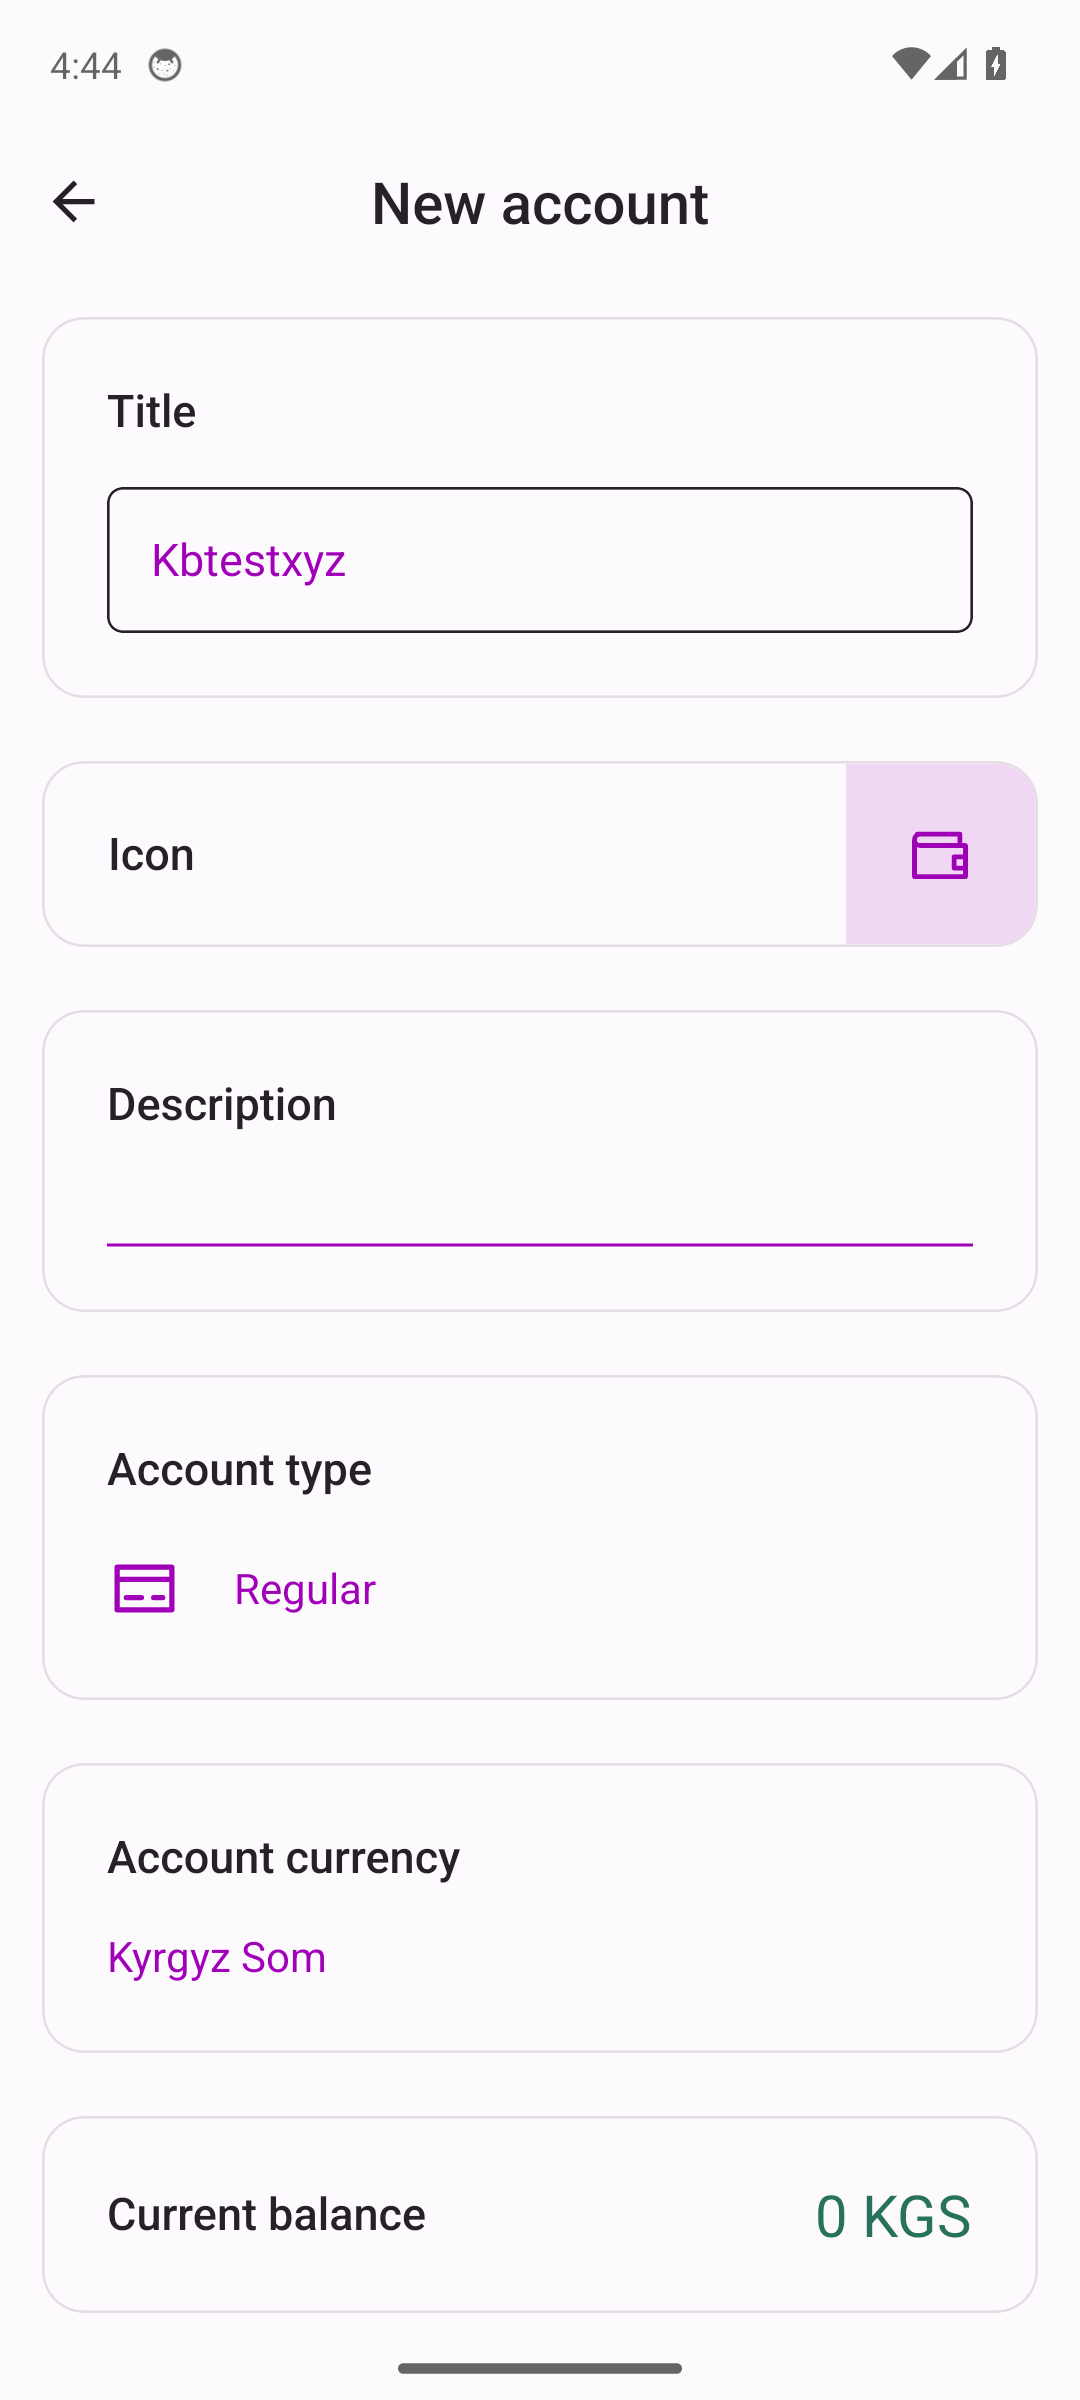 4:44
New account
Title
Kbtestxyz
Icon
Description
Account type
Regular
Account currency
Kyrgyz Som
Current balance
0 KGS